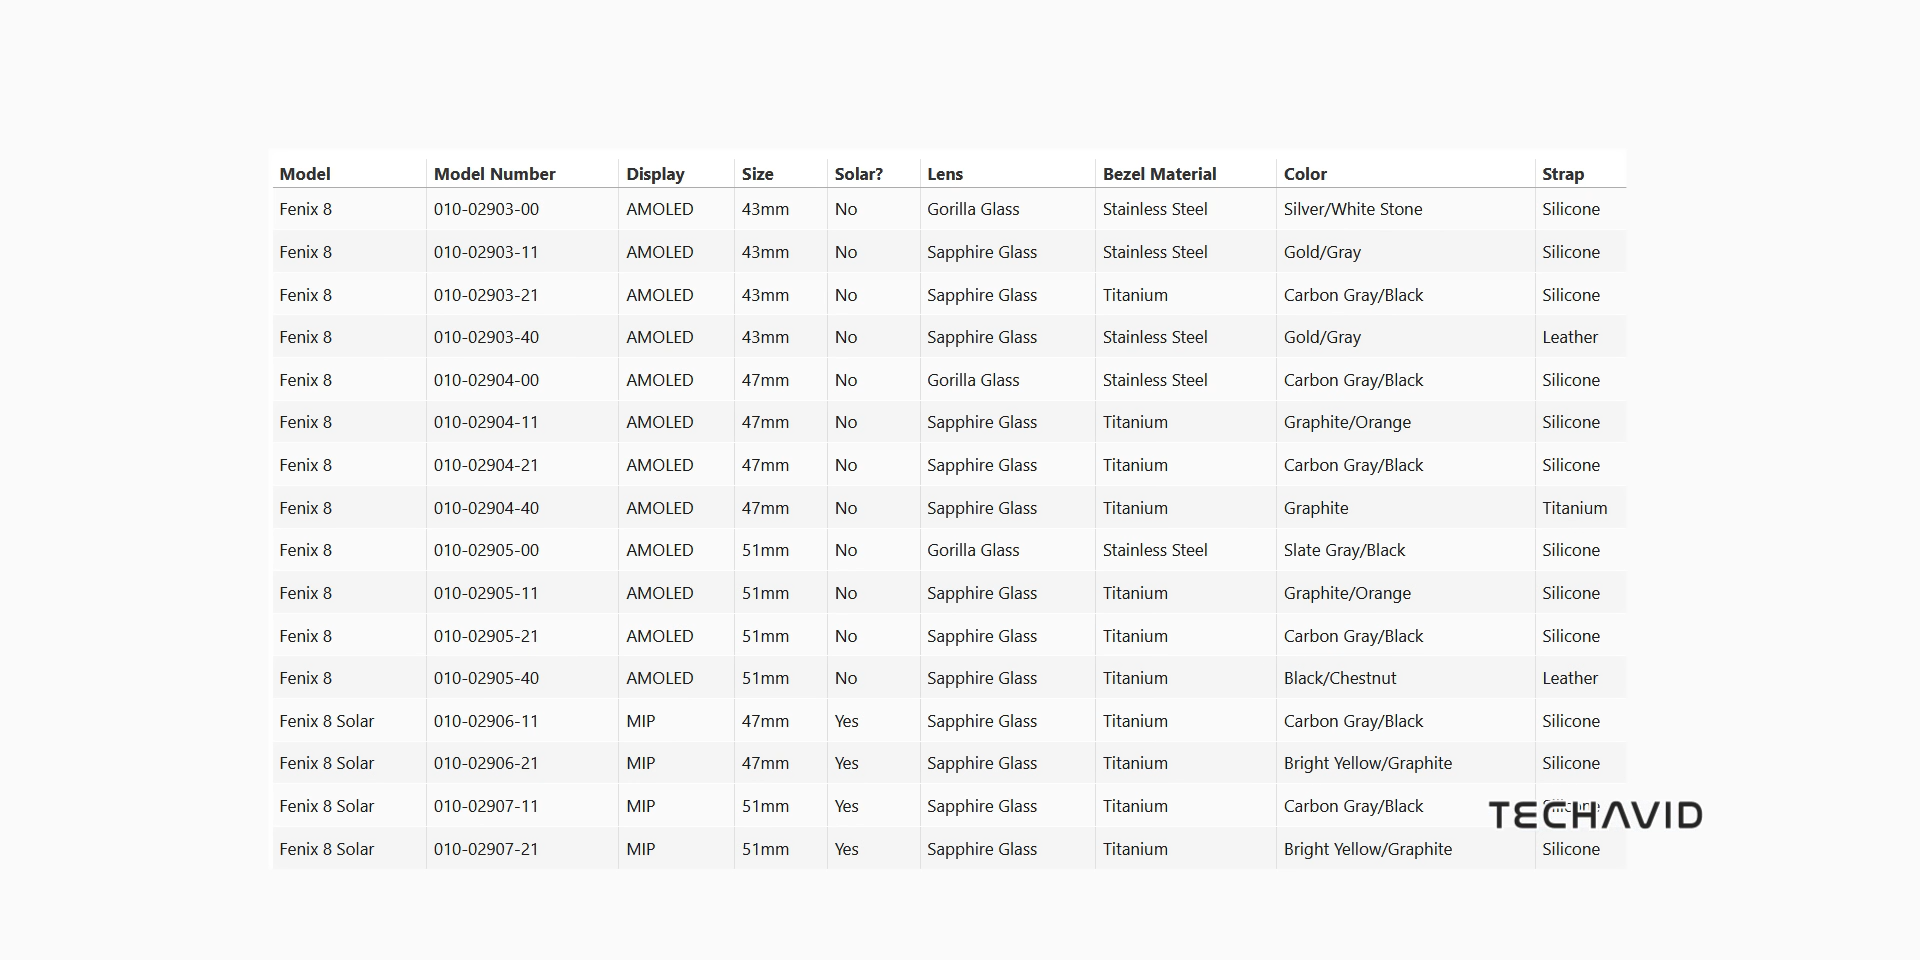 Model Model Number Display Size Solar? Lens Bezel Material Color Strap
Fenix 8 010-02903-00 AMOLED 43mm No Gorilla Glass Stainless Steel Silver/White Stone Silicone
Fenix 8 010-02903-11 AMOLED 43mm No Sapphire Glass Stainless Steel Gold/Gray Silicone
Fenix 8 010-02903-21 AMOLED 43mm No Sapphire Glass Titanium Carbon Gray/Black Silicone
Fenix 8 010-02903-40 AMOLED 43mm No Sapphire Glass Stainless Steel Gold/Gray Leather
Fenix 8 010-02904-00 AMOLED 47mm No Gorilla Glass Stainless Steel Carbon Gray/Black Silicone
Fenix 8 010-02904-11 AMOLED 47mm No Sapphire Glass Titanium Graphite/Orange Silicone
Fenix 8 010-02904-21 AMOLED 47mm No Sapphire Glass Titanium Carbon Gray/Black Silicone
Fenix 8 010-02904-40 AMOLED 47mm No Sapphire Glass Titanium Graphite Titanium
Fenix 8 010-02905-00 AMOLED 51mm No Gorilla Glass Stainless Steel Slate Gray/Black Silicone
Fenix 8 010-02905-11 AMOLED 51mm No Sapphire Glass Titanium Graphite/Orange Silicone
Fenix 8 010-02905-21 AMOLED 51mm No Sapphire Glass Titanium Carbon Gray/Black Silicone
Fenix 8 010-02905-40 AMOLED 51mm No Sapphire Glass Titanium Black/Chestnut Leather
Fenix 8 Solar 010-02906-11 MIP 47mm Yes Sapphire Glass Titanium Carbon Gray/Black Silicone
Fenix 8 Solar 010-02906-21 MIP 47mm Yes Sapphire Glass Titanium Bright Yellow/Graphite Silicone
Fenix 8 Solar 010-02907-11 MIP 51mm Yes Sapphire Glass Titanium Carbon Gray/Black Silicone
TECHAVID
Fenix 8 Solar 010-02907-21 MIP 51mm Yes Sapphire Glass Titanium Bright Yellow/Graphite Silicone